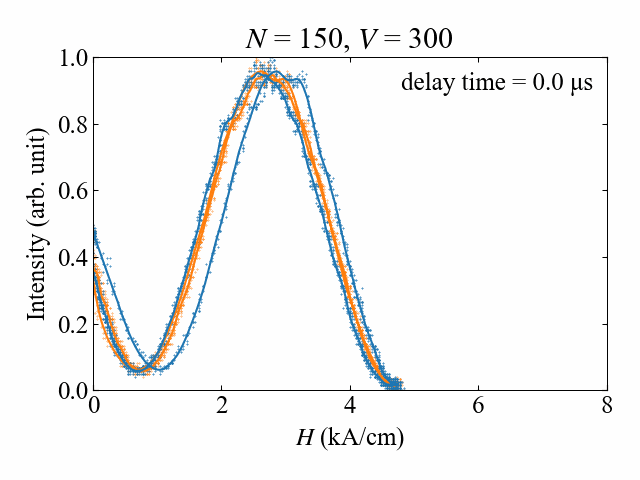 N = 150, V = 300
delay time = 0.0 μs
1.0
0.8
0.6
0.4
0.2
0.0
Intensity (arb. unit)
0 2 4 6 8
H (kA/cm)